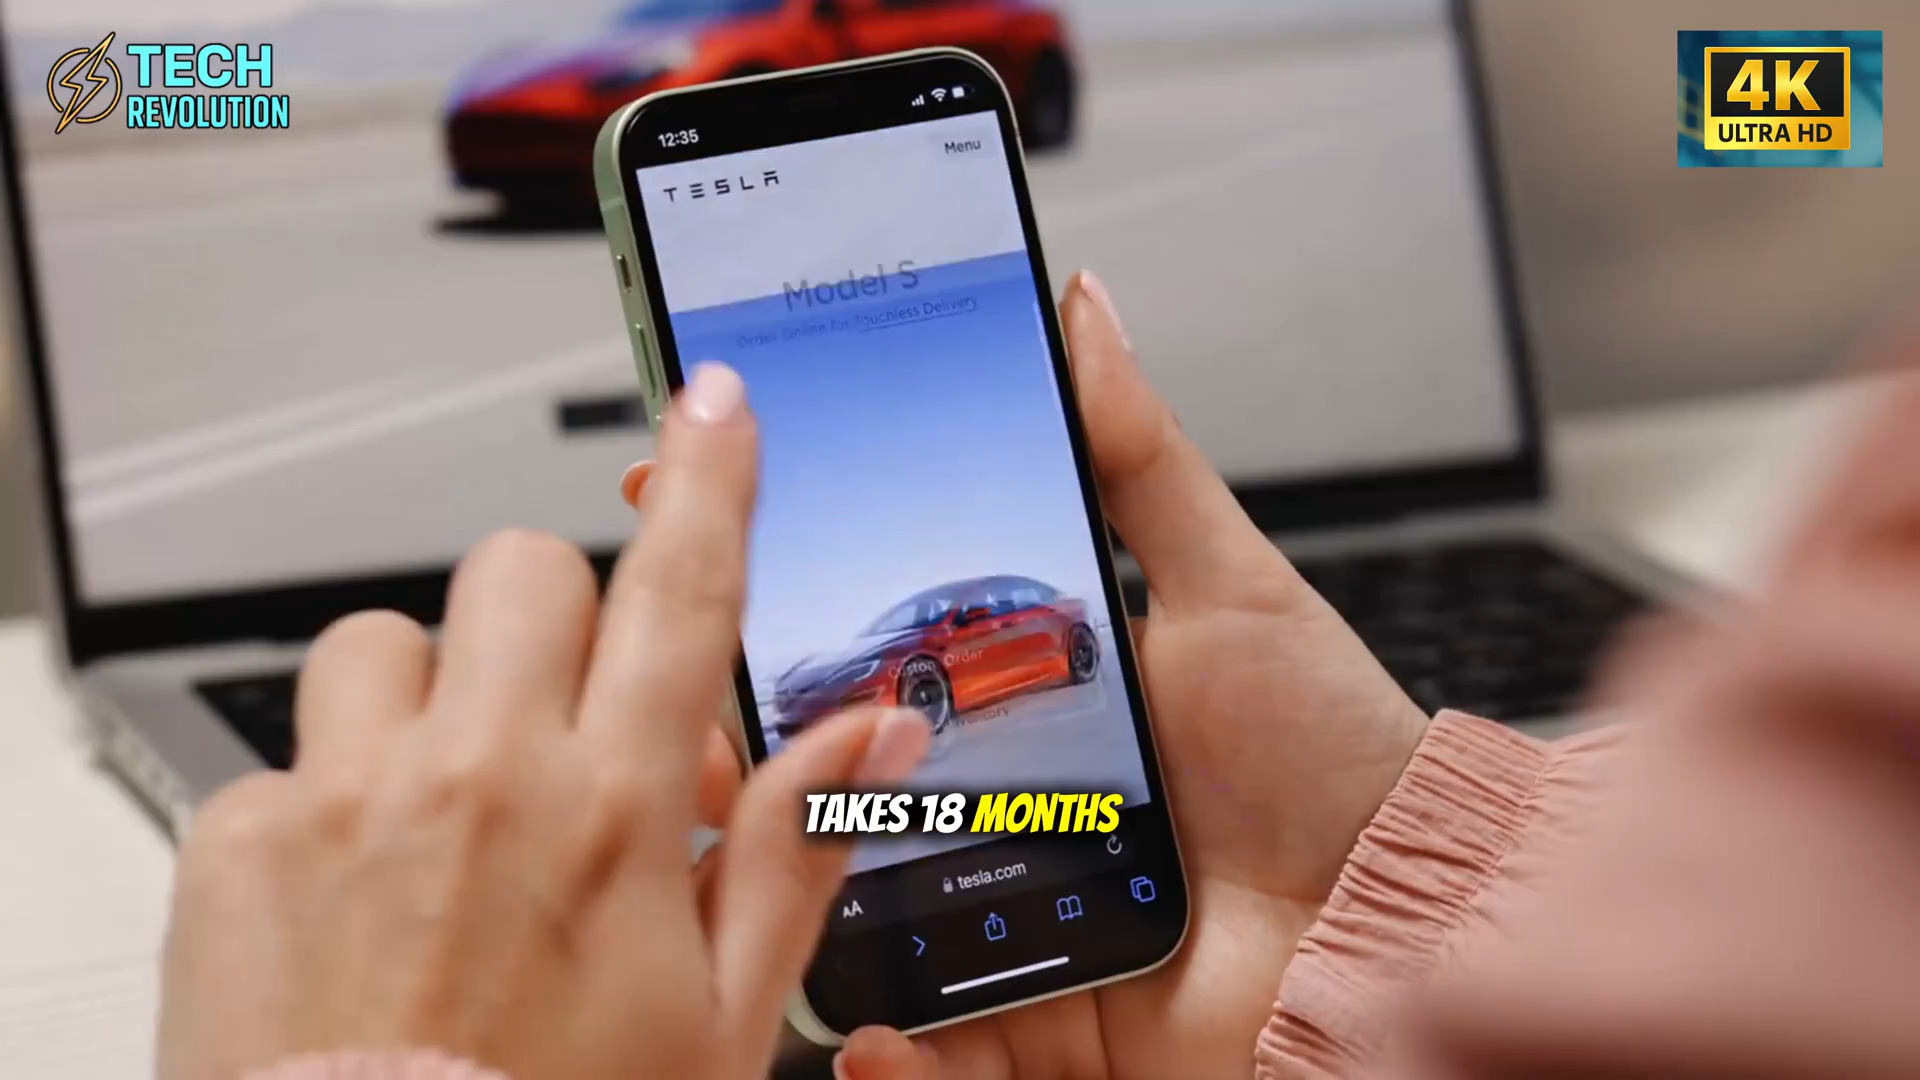 TECH
REVOLUTION
4K
ULTRA HD
12:35
Menu
TESLA
Model S
Order Online for Touchless Delivery
Custom Order
TAKES 18 MONTHS
tesla.com
AA